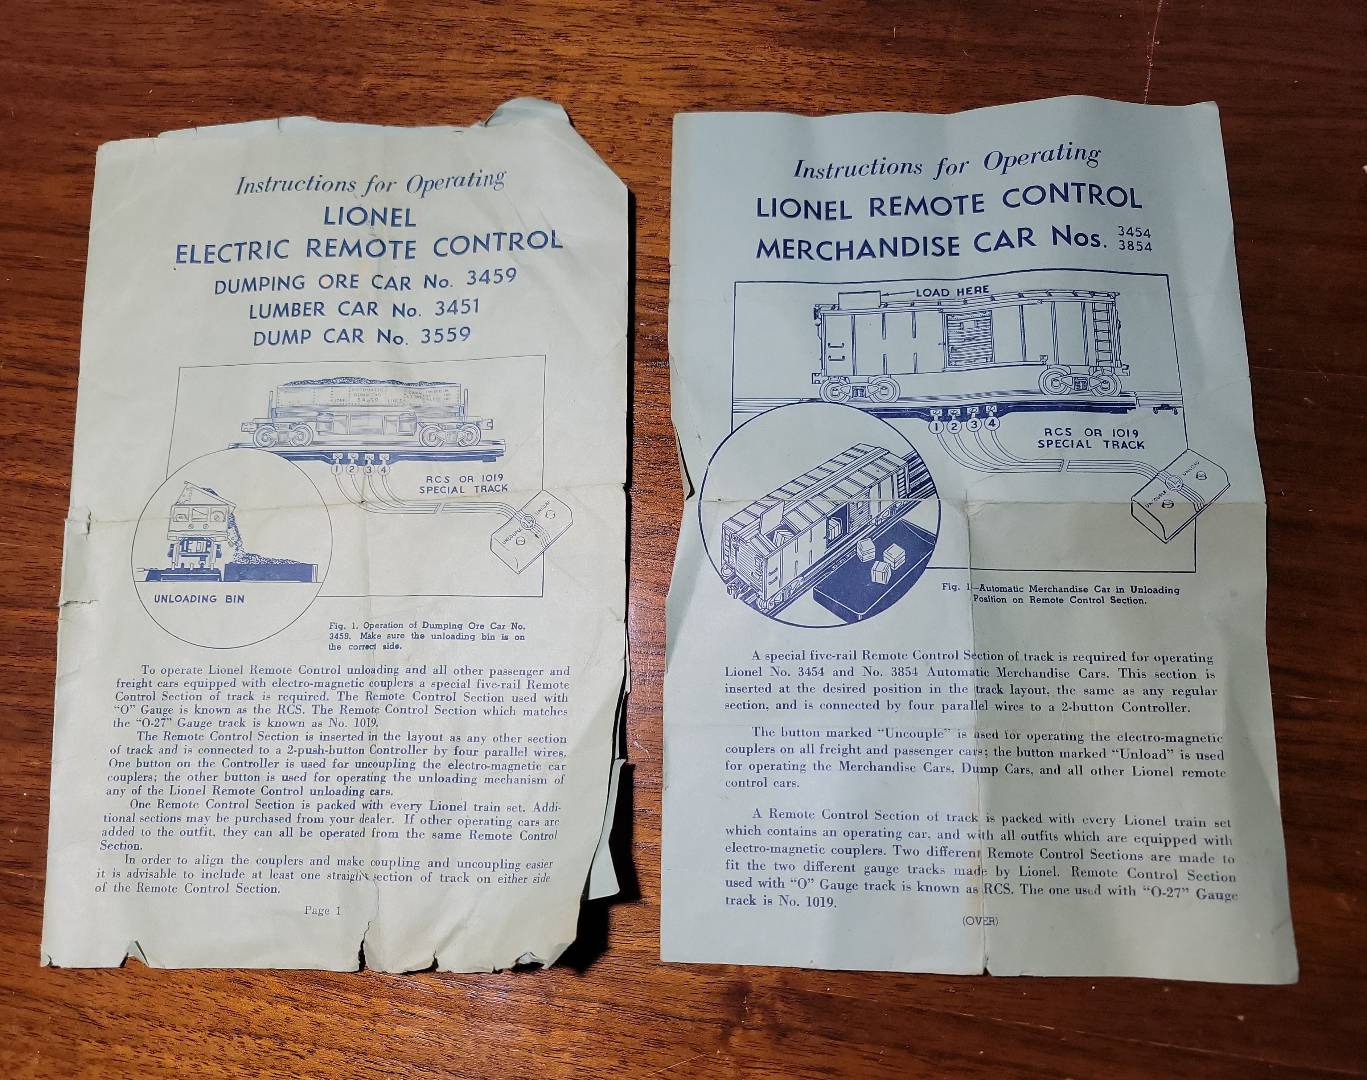 Instructions for Operating
LIONEL
ELECTRIC REMOTE CONTROL
DUMPING ORE CAR No. 3459
LUMBER CAR No. 3451
DUMP CAR No. 3559
1 2 3 4
RCS OR 1019
SPECIAL TRACK
UNLOADING BIN
Fig. 1. Operation of Dumping Ore Car No.
3459. Make sure the unloading bin is on
the correct side.
To operate Lionel Remote Control unloading and all other passenger and
freight cars equipped with electro-magnetic couplers a special five-rail Remote
Control Section of track is required. The Remote Control Section used with
“O” Gauge is known as the RCS. The Remote Control Section which matches
the “O-27” Gauge track is known as No. 1019.
The Remote Control Section is inserted in the layout as any other section
of track and is connected to a 2-push-button Controller by four parallel wires.
One button on the Controller is used for uncoupling the electro-magnetic car
couplers; the other button is used for operating the unloading mechanism of
any of the Lionel Remote Control unloading cars.
One Remote Control Section is packed with every Lionel train set. Addi-
tional sections may be purchased from your dealer. If other operating cars are
added to the outfit, they can all be operated from the same Remote Control
Section.
In order to align the couplers and make coupling and uncoupling easier
it is advisable to include at least one straight section of track on either side
of the Remote Control Section.
Page 1
Instructions for Operating
LIONEL REMOTE CONTROL
MERCHANDISE CAR Nos. 3454
3854
LOAD HERE
1 2 3 4
RCS OR 1019
SPECIAL TRACK
UNCOUPLE UNLOAD
Fig. 1—Automatic Merchandise Car in Unloading
Position on Remote Control Section.
A special five-rail Remote Control Section of track is required for operating
Lionel No. 3454 and No. 3854 Automatic Merchandise Cars. This section is
inserted at the desired position in the track layout, the same as any regular
section, and is connected by four parallel wires to a 2-button Controller.
The button marked “Uncouple” is used for operating the electro-magnetic
couplers on all freight and passenger cars; the button marked “Unload” is used
for operating the Merchandise Cars, Dump Cars, and all other Lionel remote
control cars.
A Remote Control Section of track is packed with every Lionel train set
which contains an operating car, and with all outfits which are equipped with
electro-magnetic couplers. Two different Remote Control Sections are made to
fit the two different gauge tracks made by Lionel. Remote Control Section
used with “O” Gauge track is known as RCS. The one used with “O-27” Gauge
track is No. 1019.
(OVER)